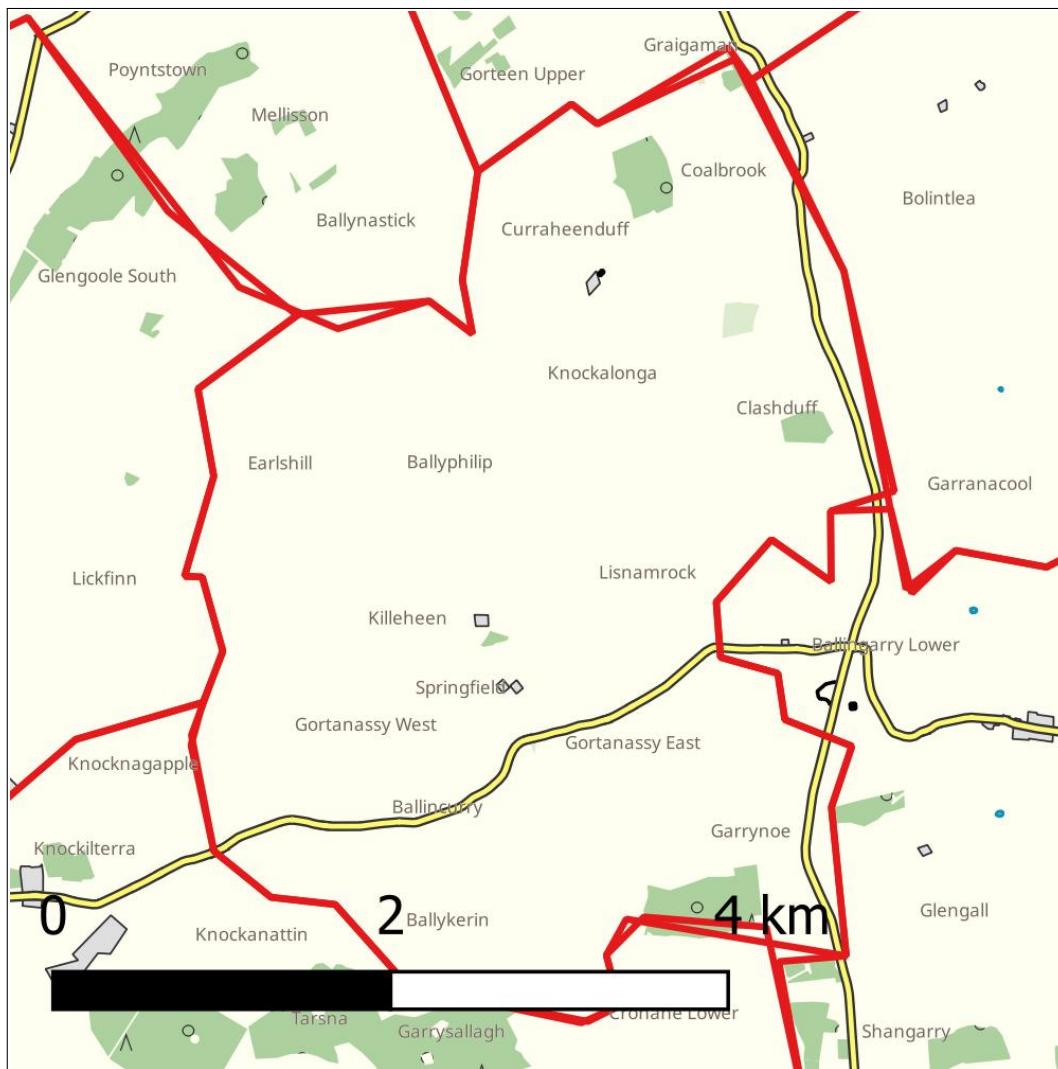 Graigaman
Poyntstown
Gorteen Upper
Mellisson
Coalbrook
Bolintlea
Ballynastick
Curraheenduff
Glengoole South
Knockalonga
Clashduff
Earlshill
Ballyphilip
Garranacool
Lickfinn
Lisnamrock
Killeheen
Ballingarry Lower
Springfield
Gortanassy West
Gortanassy East
Knocknagapple
Ballincurry
Garrynoe
Knockilterra
0 2 4 km
Ballykerin
Glengall
Knockanattin
Cronane Lower
Tarsna
Garrysallagh
Shangarry